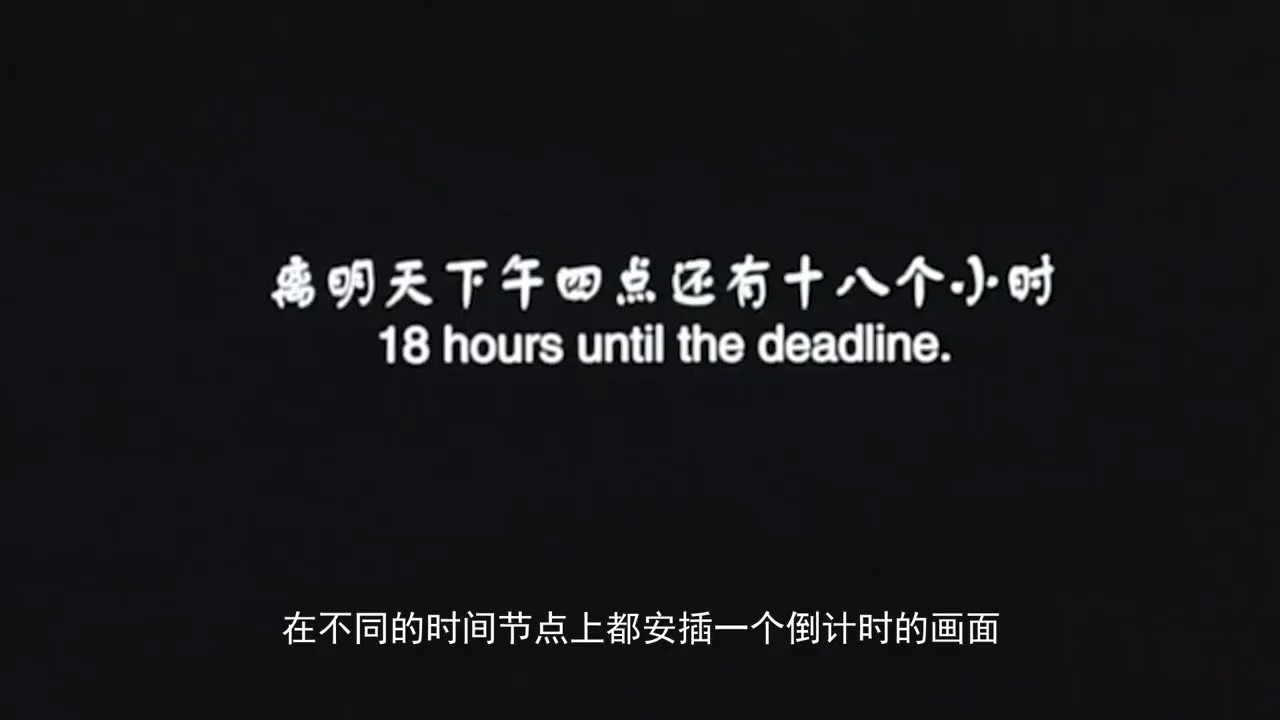 离明天下午四点还有十八个小时
18 hours until the deadline.
在不同的时间节点上都安插一个倒计时的画面